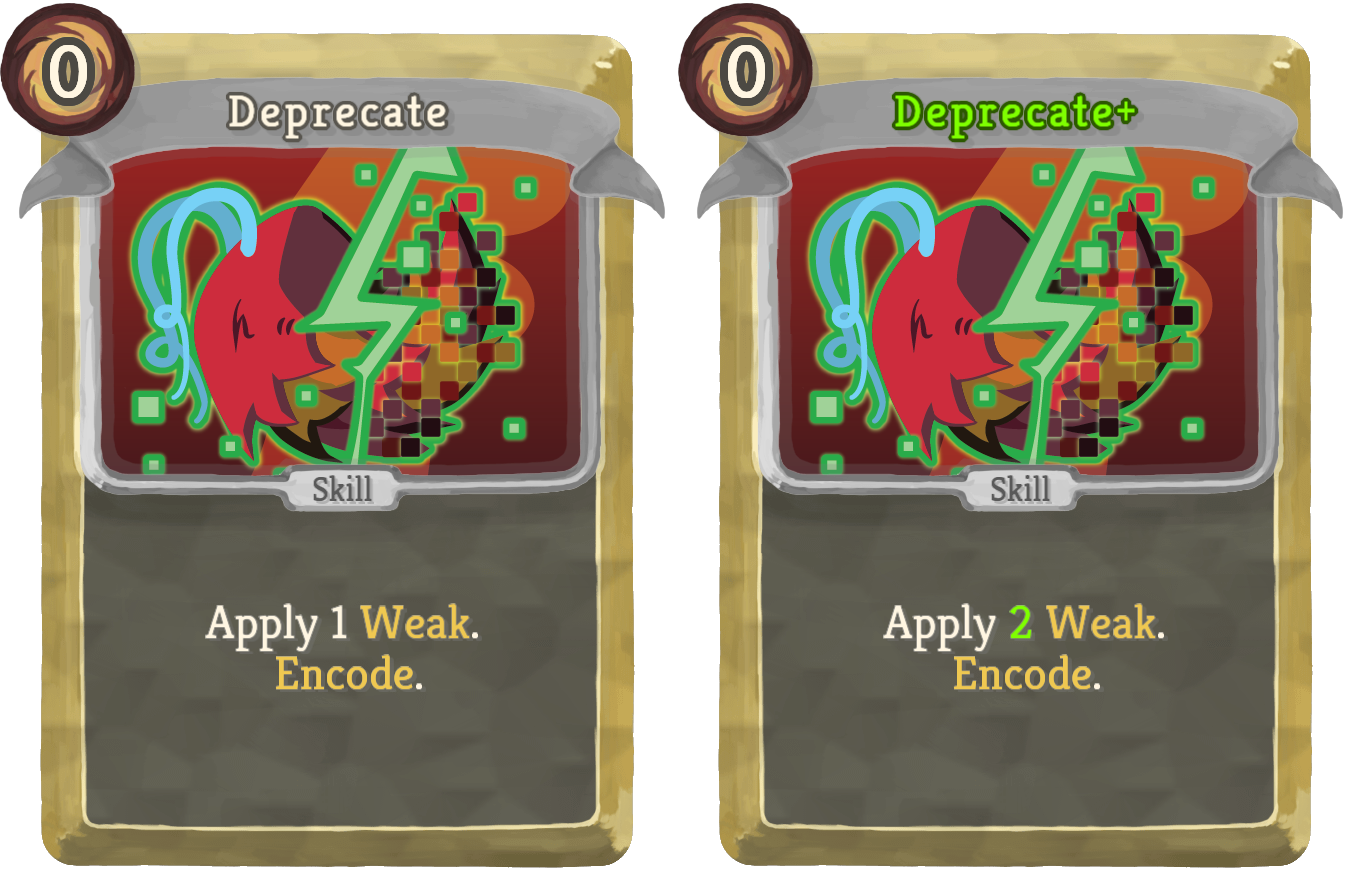 0
Deprecate
Skill
Apply 1 Weak.
Encode.
0
Deprecate+
Skill
Apply 2 Weak.
Encode.